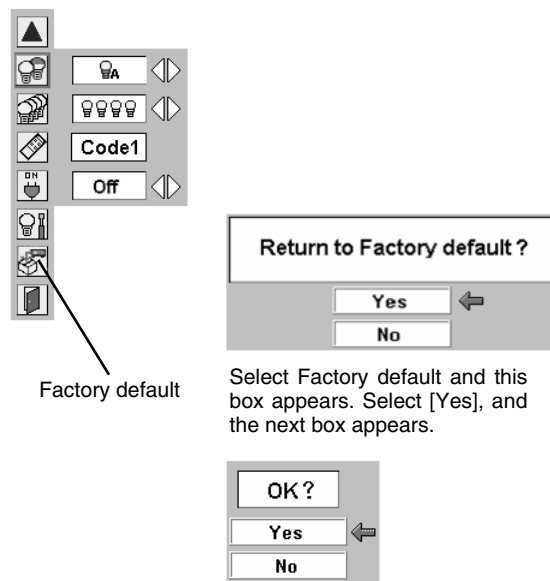 A
Code1
ON
Off
Factory default
Return to Factory default ?
Yes
No
Select Factory default and this
box appears. Select [Yes], and
the next box appears.
OK ?
Yes
No